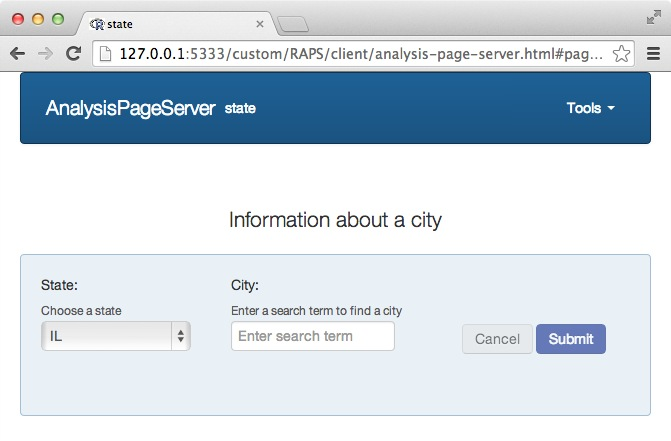 state
127.0.0.1:5333/custom/RAPS/client/analysis-page-server.html#pag...
AnalysisPageServer state Tools
Information about a city
State: City:
Choose a state Enter a search term to find a city
IL Enter search term Cancel Submit